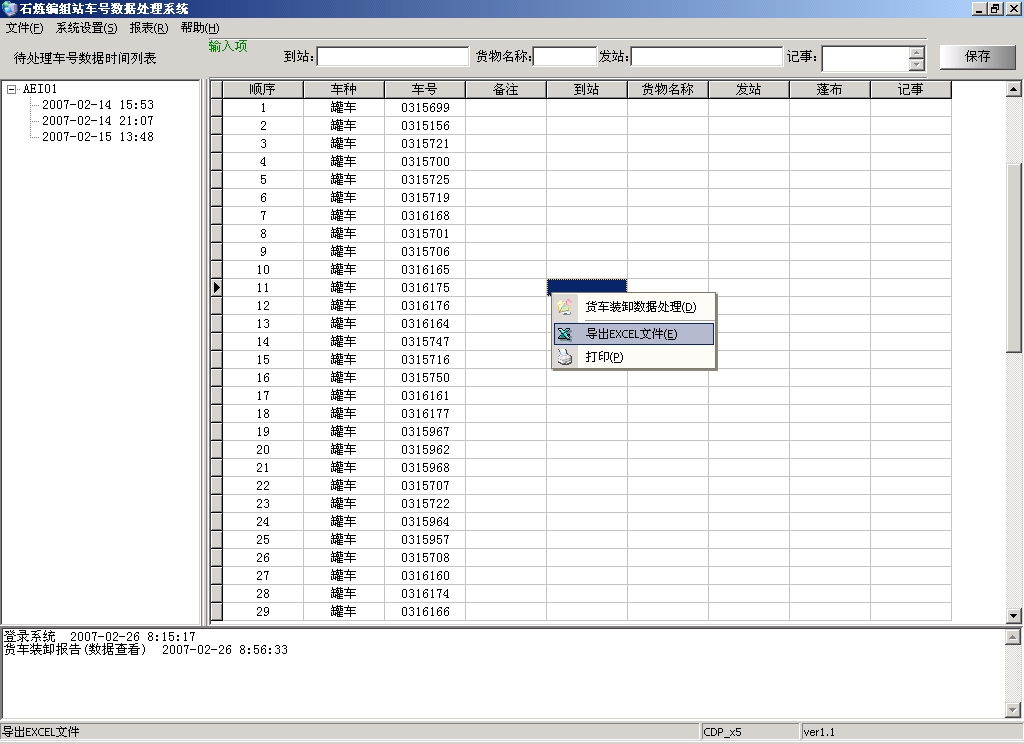 石炼编组站车号数据处理系统
文件(F) 系统设置(S) 报表(R) 帮助(H)
待处理车号数据时间列表
输入项
到站: 货物名称: 发站: 记事: 保存
AEI01
2007-02-14 15:53
2007-02-14 21:07
2007-02-15 13:48
顺序 车种 车号 备注 到站 货物名称 发站 蓬布 记事
1 罐车 0315699
2 罐车 0315156
3 罐车 0315721
4 罐车 0315700
5 罐车 0315725
6 罐车 0315719
7 罐车 0316168
8 罐车 0315701
9 罐车 0315706
10 罐车 0316165
11 罐车 0316175
12 罐车 0316176
13 罐车 0316164
14 罐车 0315747
15 罐车 0315716
16 罐车 0315750
17 罐车 0316161
18 罐车 0316177
19 罐车 0315967
20 罐车 0315962
21 罐车 0315968
22 罐车 0315707
23 罐车 0315722
24 罐车 0315964
25 罐车 0315957
26 罐车 0315708
27 罐车 0316160
28 罐车 0316174
29 罐车 0316166
货车装卸数据处理(D)
导出EXCEL文件(E)
打印(P)
登录系统 2007-02-26 8:15:17
货车装卸报告(数据查看) 2007-02-26 8:56:33
导出EXCEL文件 CDP_x5 ver1.1